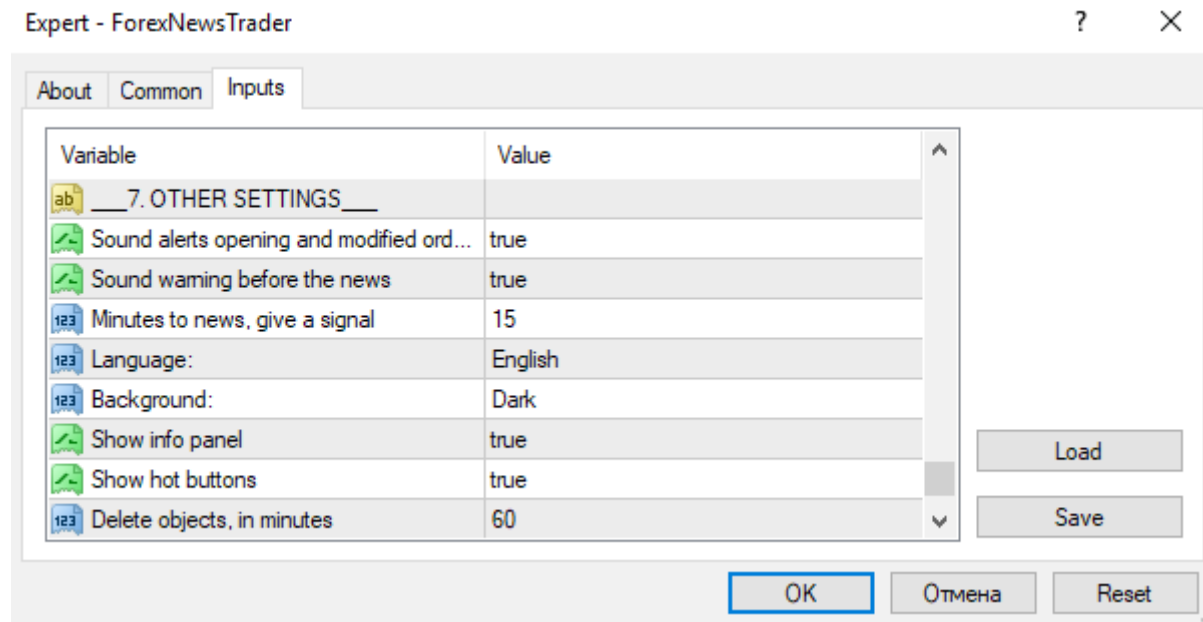 Expert - ForexNewsTrader ? ×
About Common Inputs
Variable Value
ab ___7. OTHER SETTINGS___
Sound alerts opening and modified ord... true
Sound warning before the news true
123 Minutes to news, give a signal 15
123 Language: English
123 Background: Dark
Show info panel true
Show hot buttons true
123 Delete objects, in minutes 60
Load
Save
OK Отмена Reset